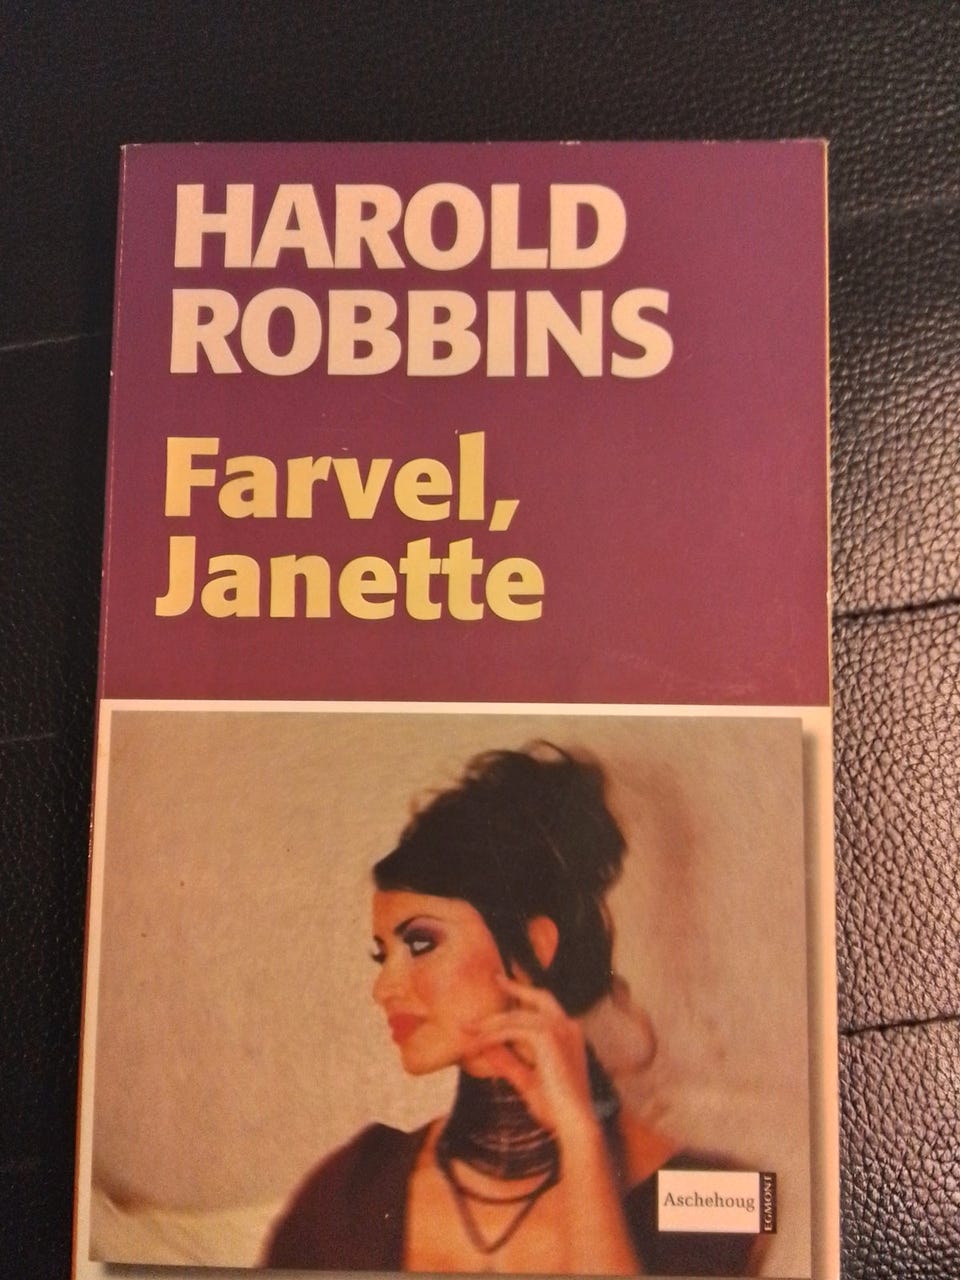 HAROLD
ROBBINS
Farvel,
Janette
Aschehoug
EGMONT